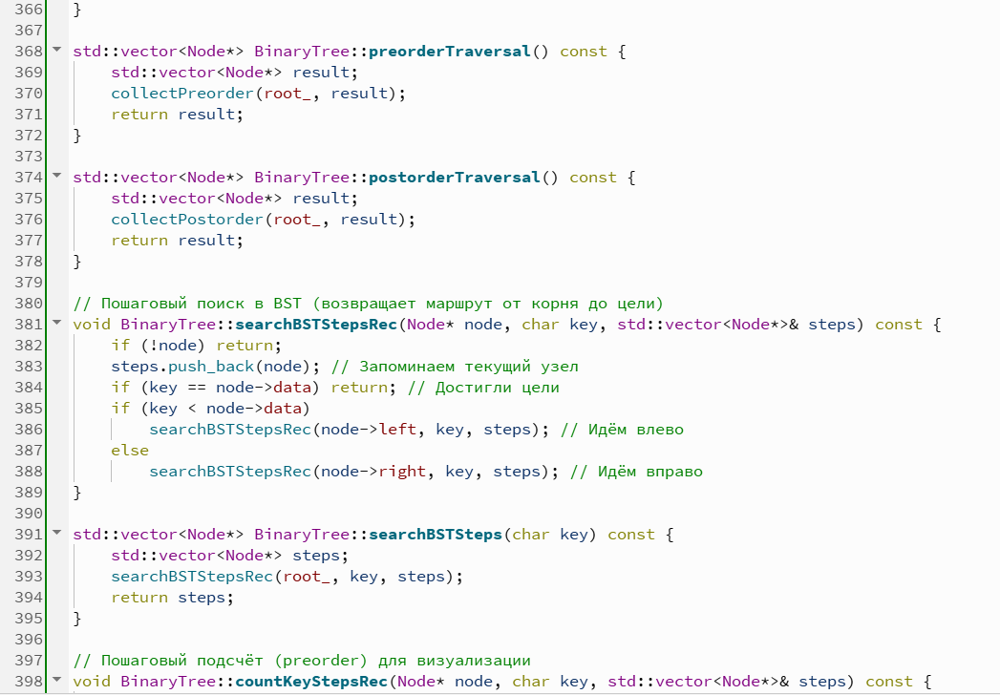 366 }
367
368 std::vector<Node*> BinaryTree::preorderTraversal() const {
369     std::vector<Node*> result;
370     collectPreorder(root_, result);
371     return result;
372 }
373
374 std::vector<Node*> BinaryTree::postorderTraversal() const {
375     std::vector<Node*> result;
376     collectPostorder(root_, result);
377     return result;
378 }
379
380 // Пошаговый поиск в BST (возвращает маршрут от корня до цели)
381 void BinaryTree::searchBSTStepsRec(Node* node, char key, std::vector<Node*>& steps) const {
382     if (!node) return;
383     steps.push_back(node); // Запоминаем текущий узел
384     if (key == node->data) return; // Достигли цели
385     if (key < node->data)
386         searchBSTStepsRec(node->left, key, steps); // Идём влево
387     else
388         searchBSTStepsRec(node->right, key, steps); // Идём вправо
389 }
390
391 std::vector<Node*> BinaryTree::searchBSTSteps(char key) const {
392     std::vector<Node*> steps;
393     searchBSTStepsRec(root_, key, steps);
394     return steps;
395 }
396
397 // Пошаговый подсчёт (preorder) для визуализации
398 void BinaryTree::countKeyStepsRec(Node* node, char key, std::vector<Node*>& steps) const {